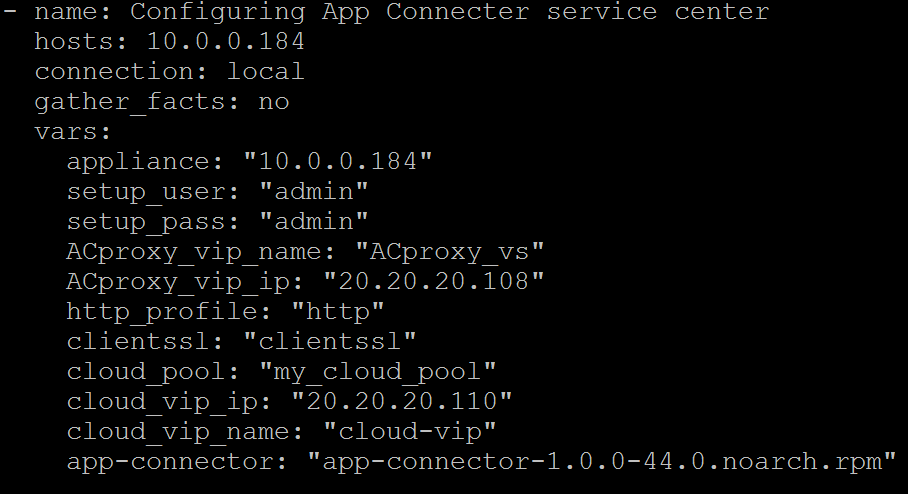 - name: Configuring App Connecter service center
  hosts: 10.0.0.184
  connection: local
  gather_facts: no
  vars:
    appliance: "10.0.0.184"
    setup_user: "admin"
    setup_pass: "admin"
    ACproxy_vip_name: "ACproxy_vs"
    ACproxy_vip_ip: "20.20.20.108"
    http_profile: "http"
    clientssl: "clientssl"
    cloud_pool: "my_cloud_pool"
    cloud_vip_ip: "20.20.20.110"
    cloud_vip_name: "cloud-vip"
    app-connector: "app-connector-1.0.0-44.0.noarch.rpm"